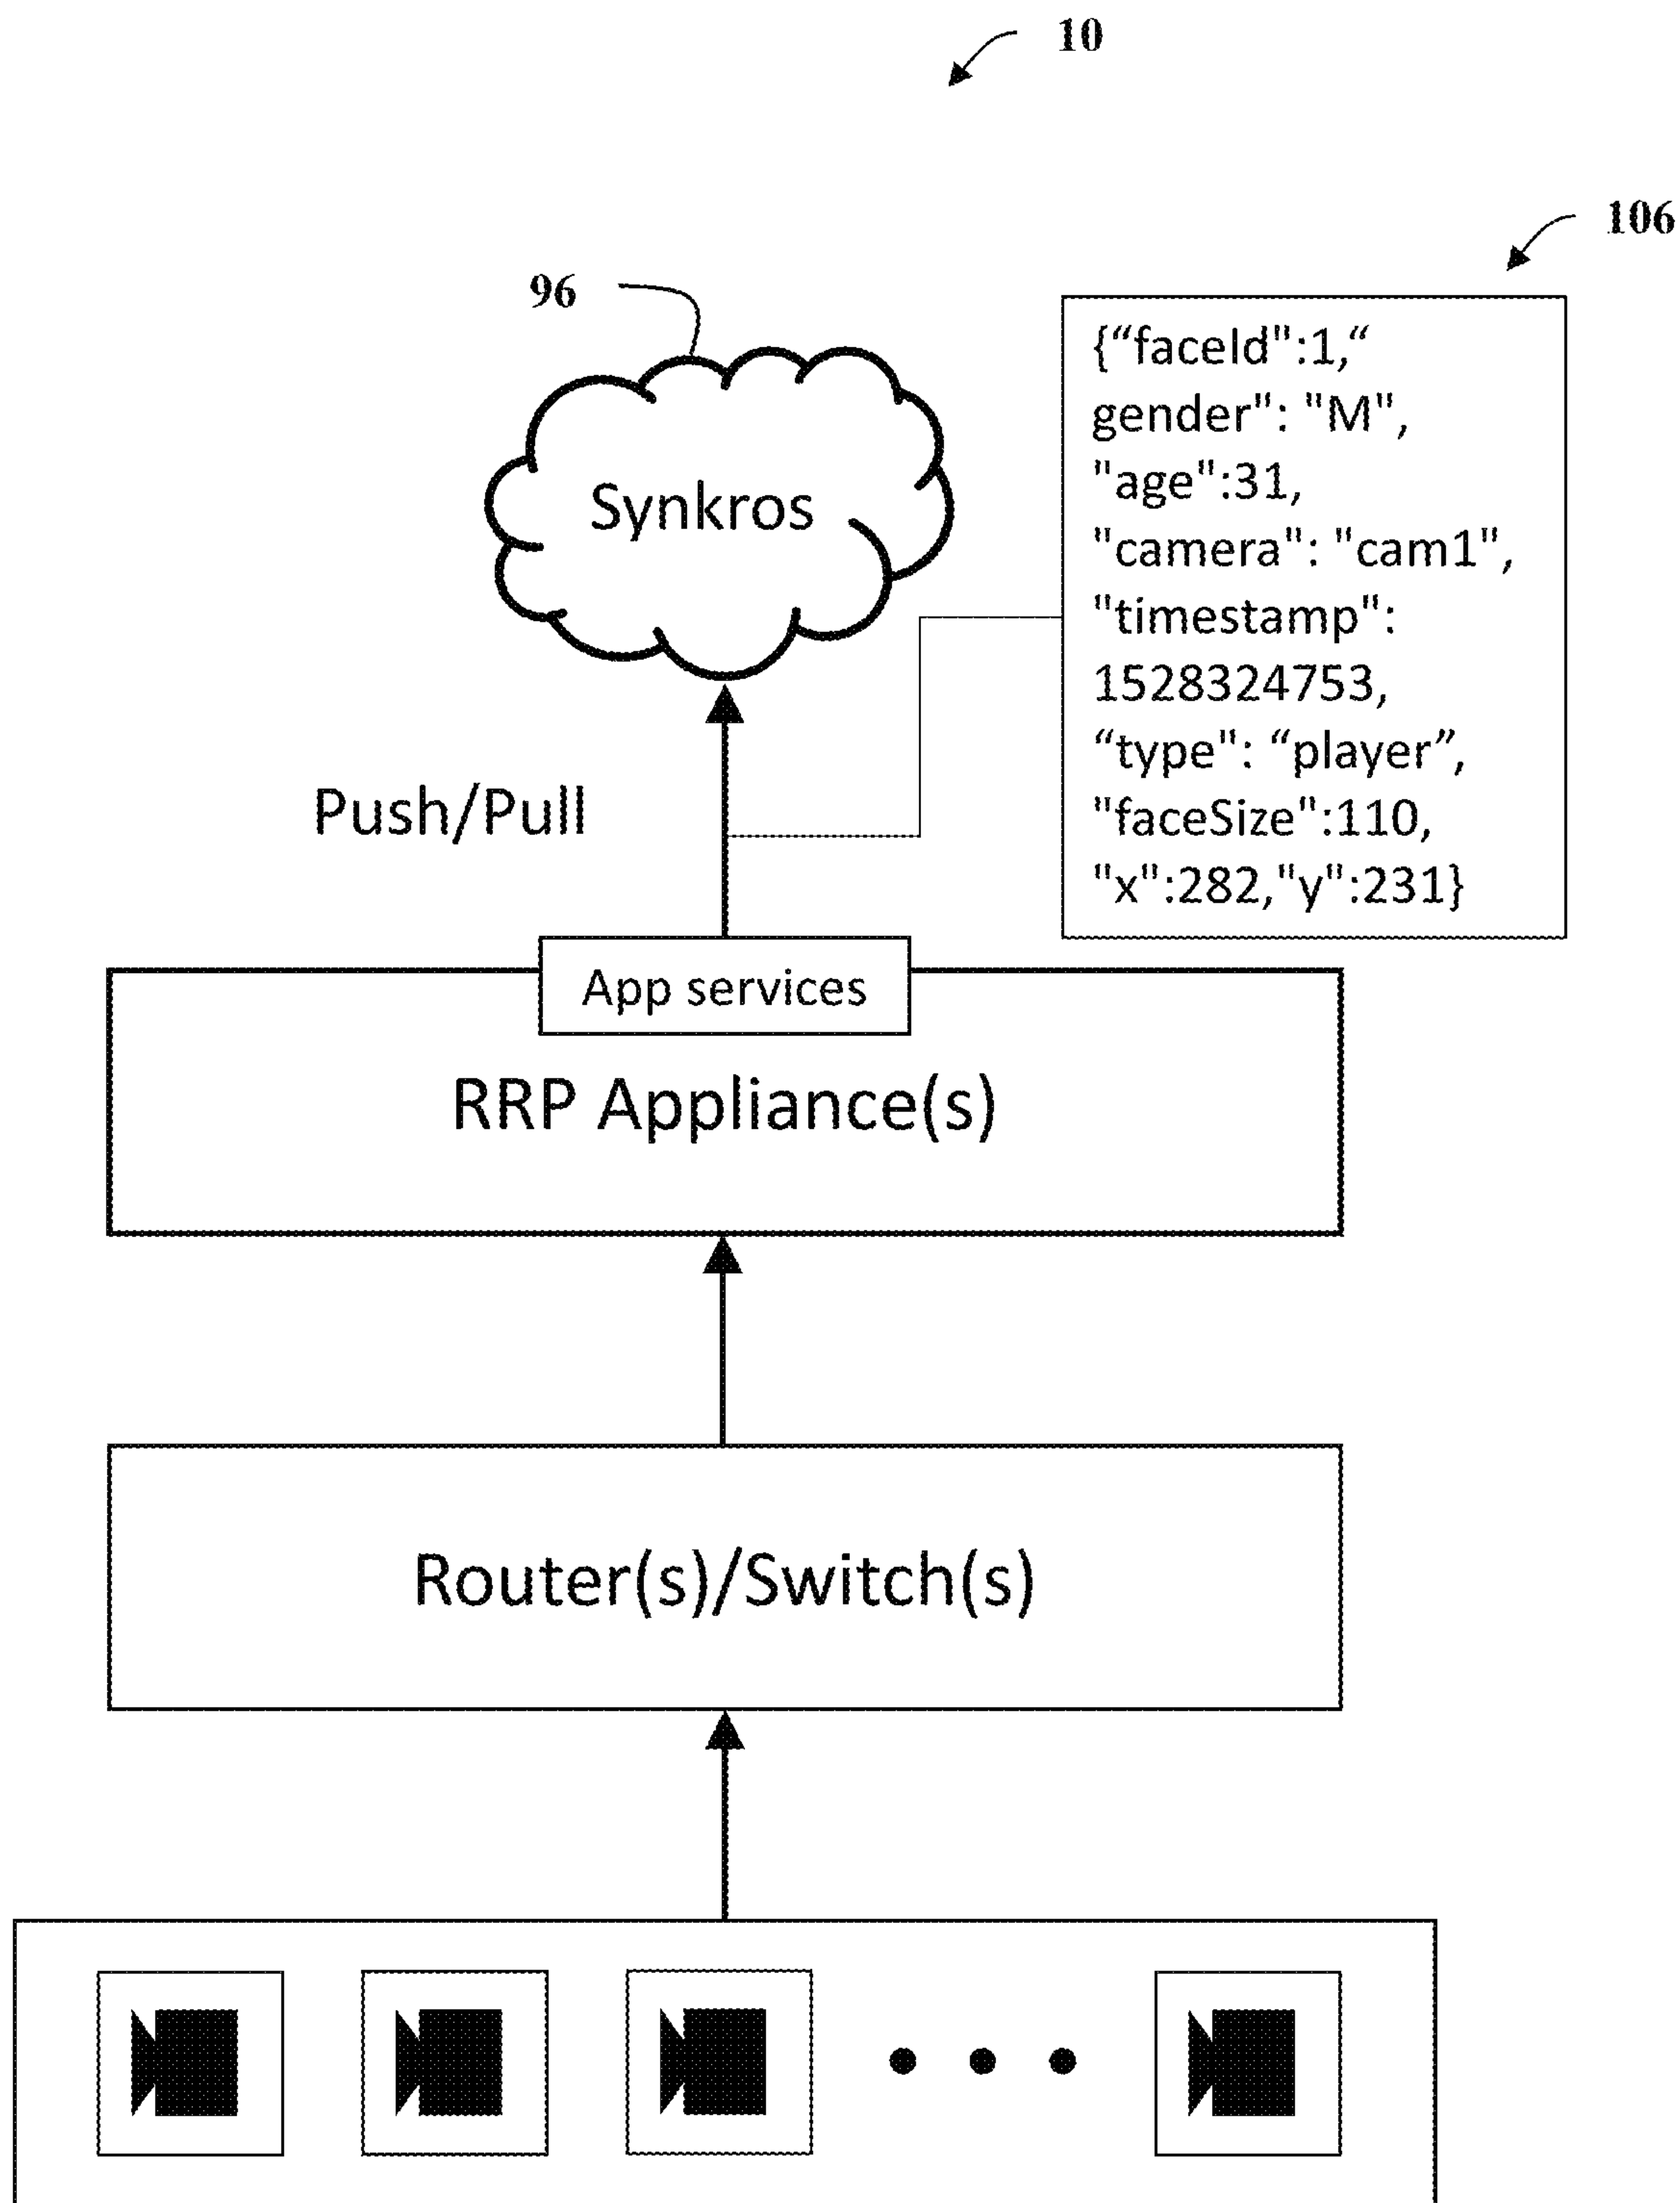 10
106
96
{“faceId":1,“
gender": "M",
"age":31,
"camera": "cam1",
"timestamp":
1528324753,
“type": “player”,
"faceSize":110,
"x":282,"y":231}
Synkros
Push/Pull
App services
RRP Appliance(s)
Router(s)/Switch(s)